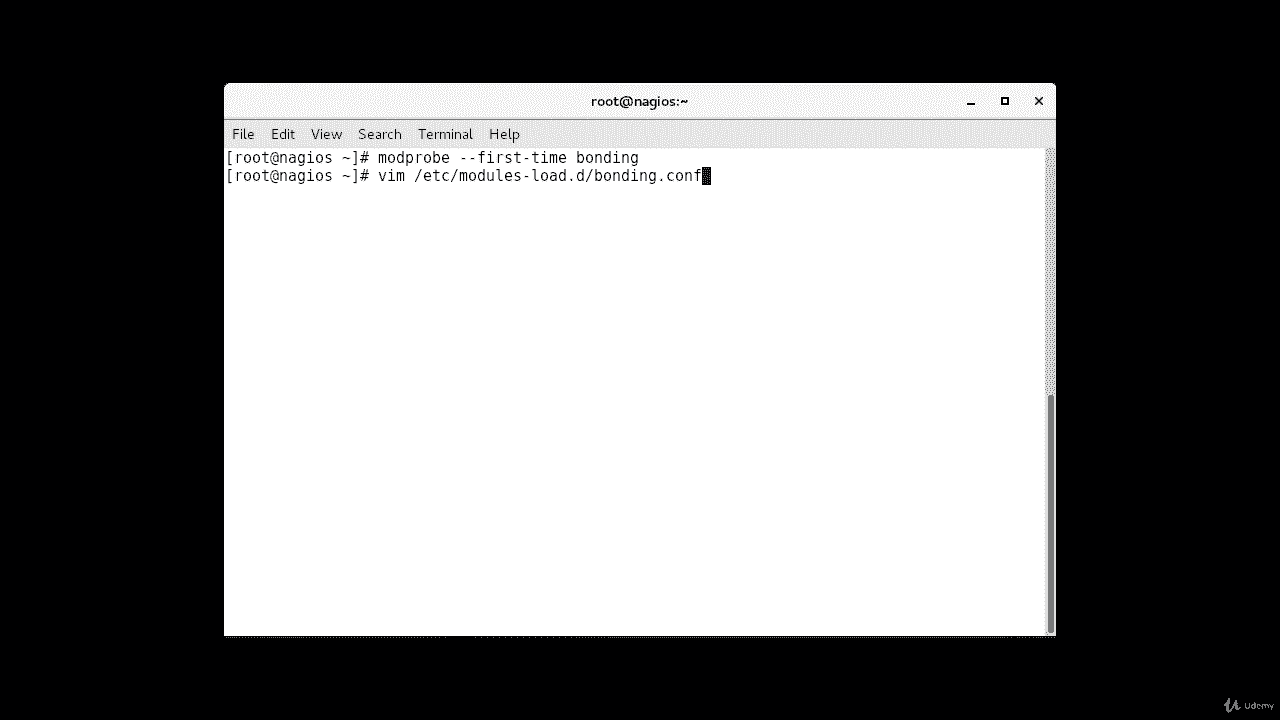 root@nagios:~
File Edit View Search Terminal Help
[root@nagios ~]# modprobe --first-time bonding
[root@nagios ~]# vim /etc/modules-load.d/bonding.conf
Udemy